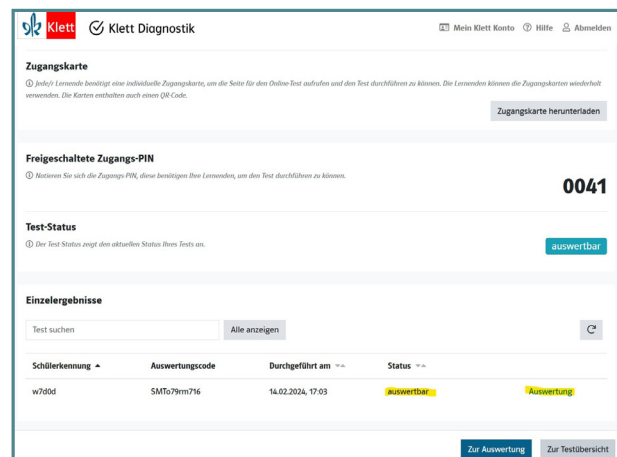 Klett
Klett Diagnostik
Mein Klett Konto
Hilfe
Abmelden
Zugangskarte
Jede/r Lernende benötigt eine individuelle Zugangskarte, um die Seite für den Online-Test aufrufen und den Test durchführen zu können. Die Lernenden können die Zugangskarten wiederholt
verwenden. Die Karten enthalten auch einen QR-Code.
Zugangskarte herunterladen
Freigeschaltete Zugangs-PIN
Notieren Sie sich die Zugangs-PIN, diese benötigen Ihre Lernenden, um den Test durchführen zu können.
0041
Test-Status
Der Test-Status zeigt den aktuellen Status Ihres Tests an.
auswertbar
Einzelergebnisse
Test suchen
Alle anzeigen
Schülerkennung Auswertungscode Durchgeführt am Status
w7d0d SMTo79rm716 14.02.2024, 17:03 auswertbar Auswertung
Zur Auswertung Zur Testübersicht